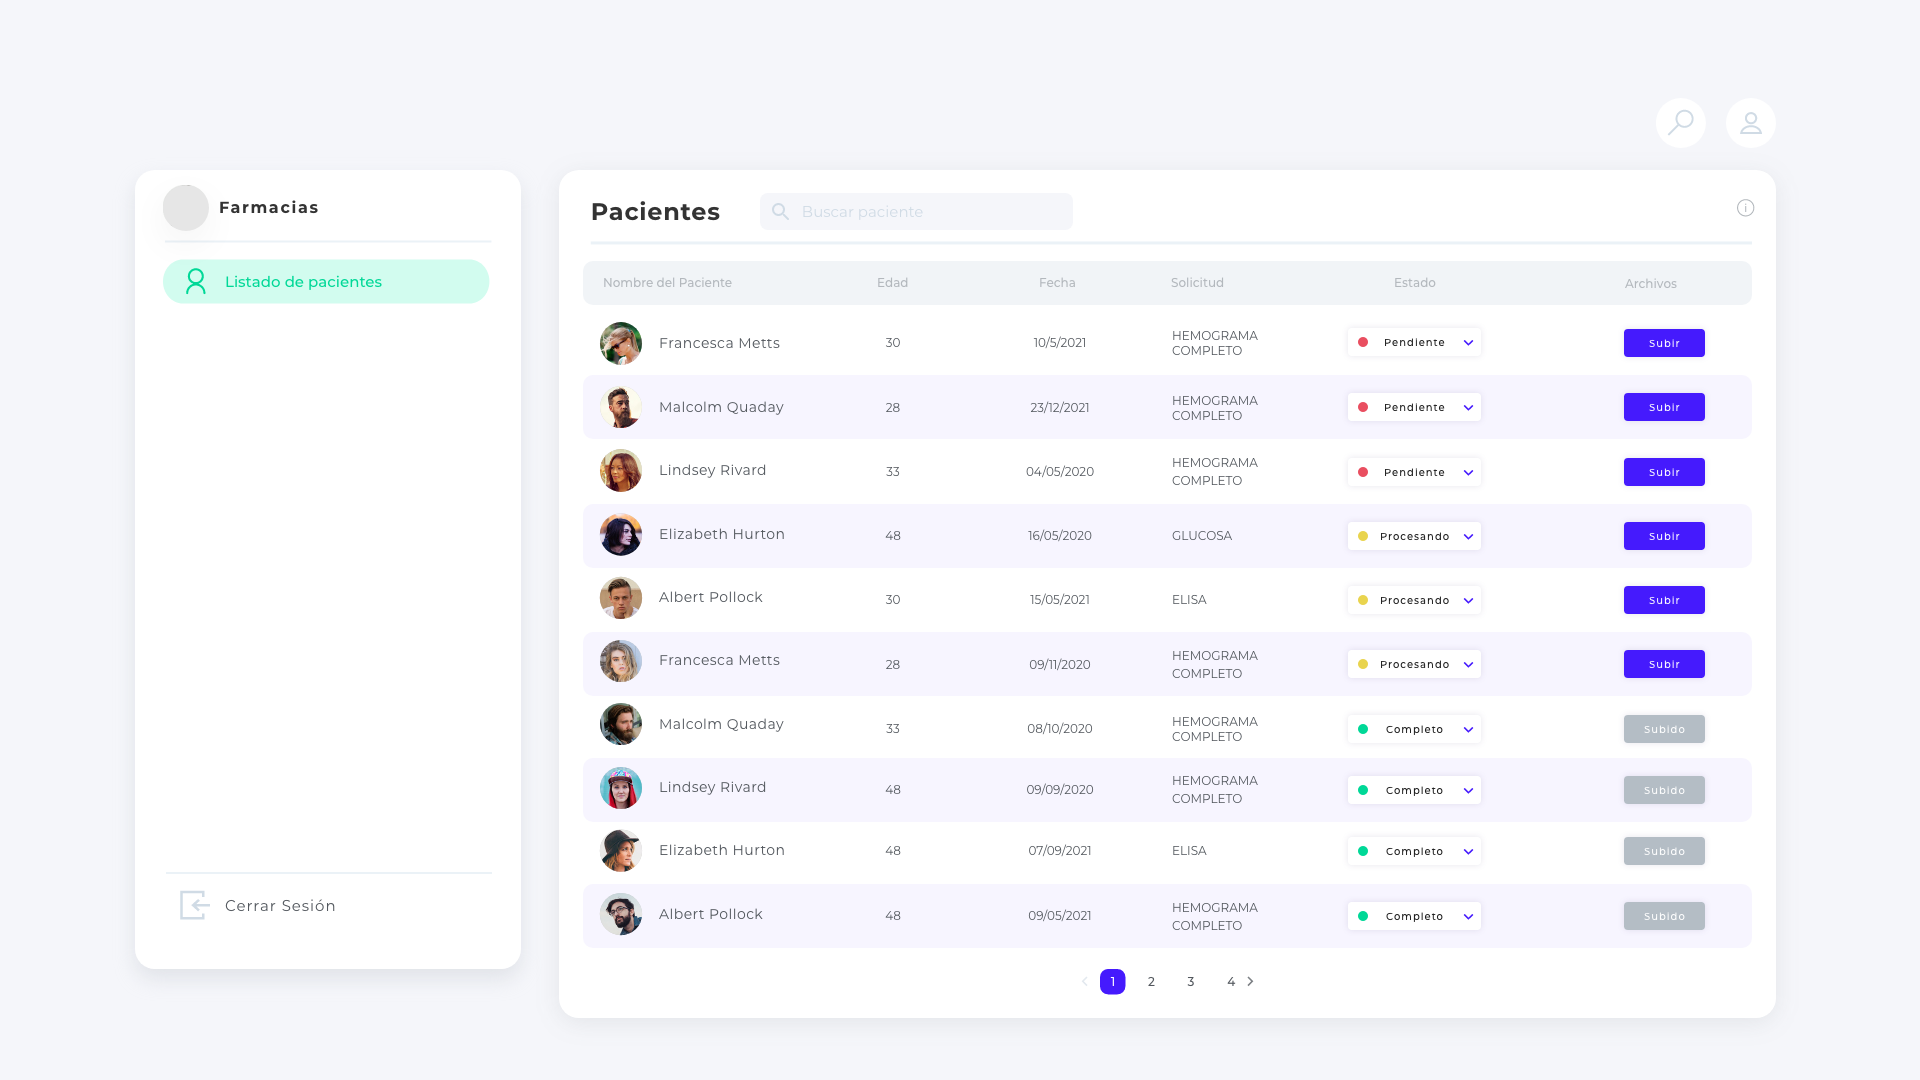 Farmacias
Listado de pacientes
Cerrar Sesión
Pacientes
Buscar paciente
Nombre del Paciente Edad Fecha Solicitud Estado Archivos
Francesca Metts 30 10/5/2021 HEMOGRAMA COMPLETO Pendiente Subir
Malcolm Quaday 28 23/12/2021 HEMOGRAMA COMPLETO Pendiente Subir
Lindsey Rivard 33 04/05/2020 HEMOGRAMA COMPLETO Pendiente Subir
Elizabeth Hurton 48 16/05/2020 GLUCOSA Procesando Subir
Albert Pollock 30 15/05/2021 ELISA Procesando Subir
Francesca Metts 28 09/11/2020 HEMOGRAMA COMPLETO Procesando Subir
Malcolm Quaday 33 08/10/2020 HEMOGRAMA COMPLETO Completo Subido
Lindsey Rivard 48 09/09/2020 HEMOGRAMA COMPLETO Completo Subido
Elizabeth Hurton 48 07/09/2021 ELISA Completo Subido
Albert Pollock 48 09/05/2021 HEMOGRAMA COMPLETO Completo Subido
1 2 3 4